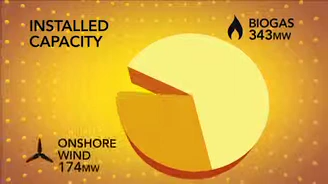 INSTALLED
CAPACITY
BIOGAS
343MW
ONSHORE
WIND
174MW